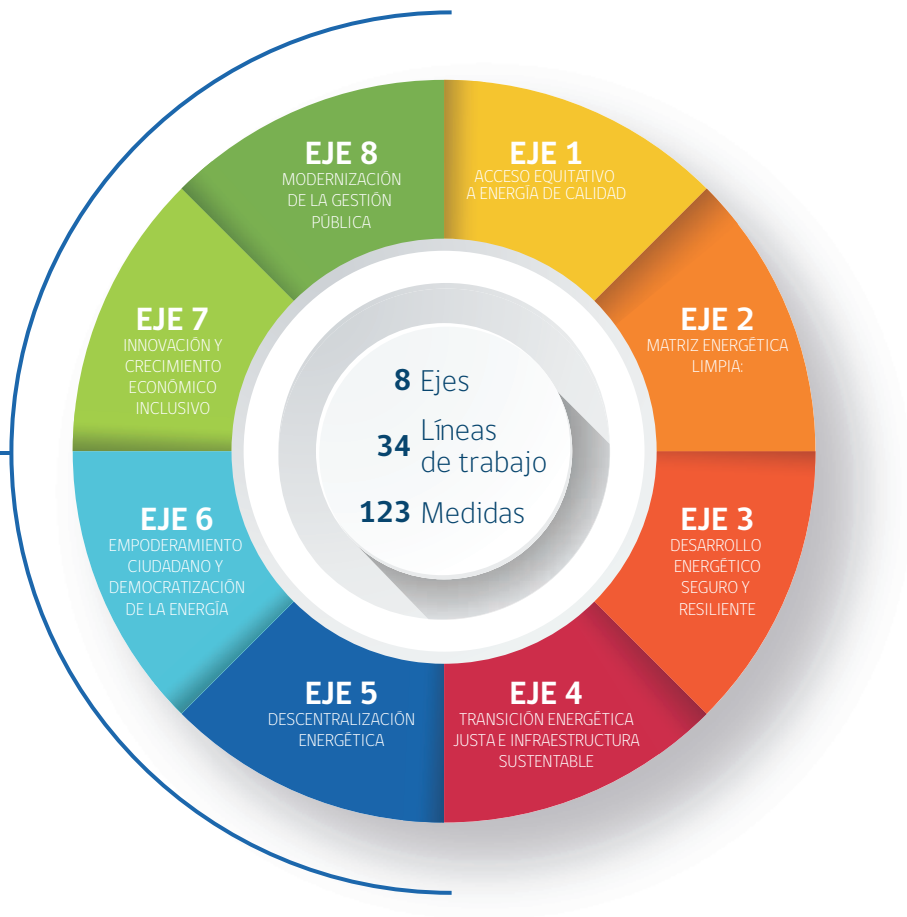 EJE 1
ACCESO EQUITATIVO
A ENERGÍA DE CALIDAD
EJE 2
MATRIZ ENERGÉTICA
LIMPIA:
EJE 3
DESARROLLO
ENERGÉTICO
SEGURO Y
RESILIENTE
EJE 4
TRANSICIÓN ENERGÉTICA
JUSTA E INFRAESTRUCTURA
SUSTENTABLE
EJE 5
DESCENTRALIZACIÓN
ENERGÉTICA
EJE 6
EMPODERAMIENTO
CIUDADANO Y
DEMOCRATIZACIÓN
DE LA ENERGÍA
EJE 7
INNOVACIÓN Y
CRECIMIENTO
ECONÓMICO
INCLUSIVO
EJE 8
MODERNIZACIÓN
DE LA GESTIÓN
PÚBLICA
8 Ejes
34 Líneas
de trabajo
123 Medidas